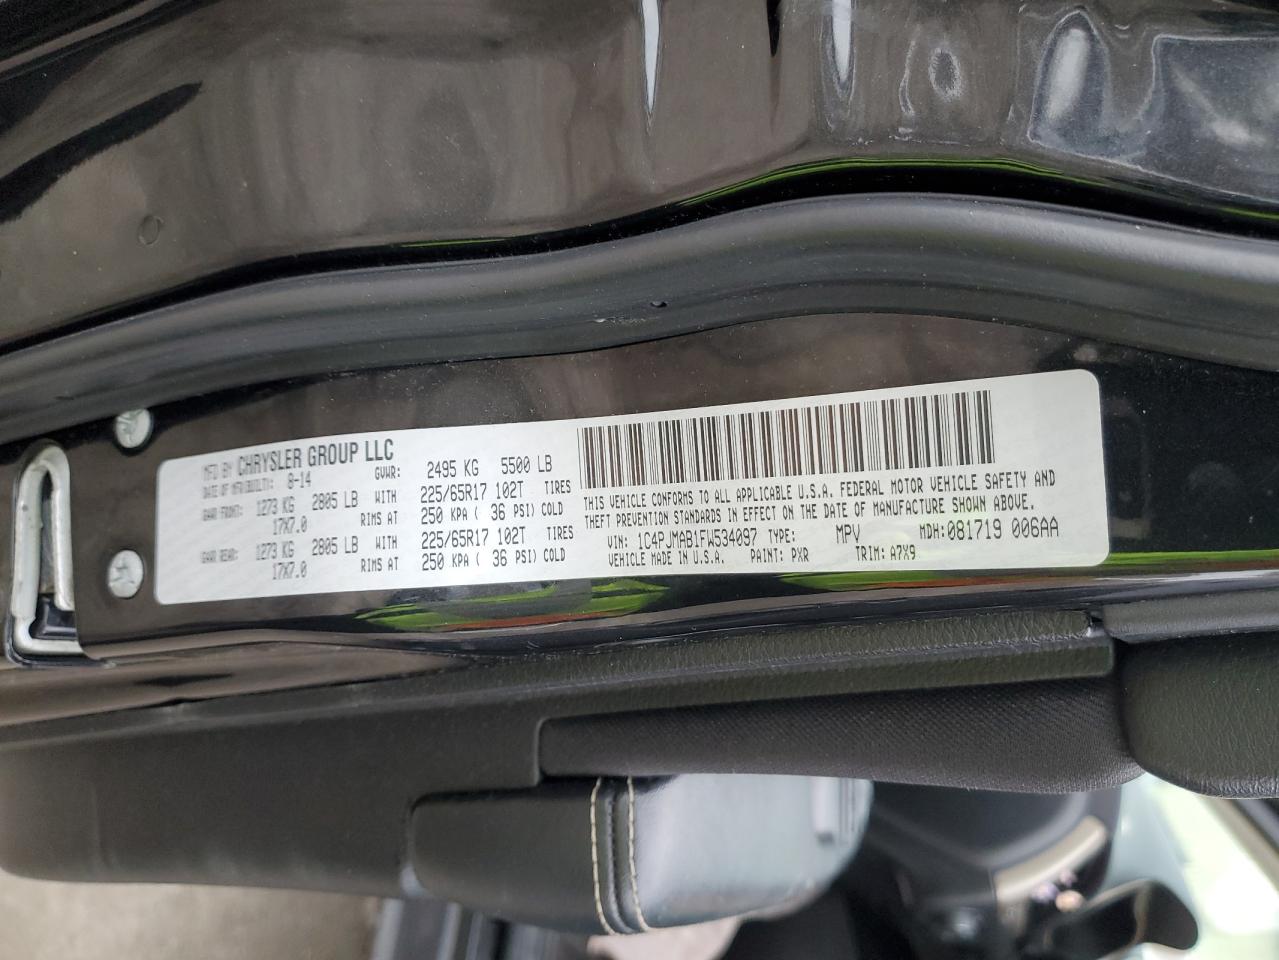 MFD BY CHRYSLER GROUP LLC
DATE OF MFR(BUILT): 8-14 GVWR: 2495 KG 5500 LB
GAWR FRONT: 1273 KG 2805 LB WITH 225/65R17 102T TIRES
17X7.0 RIMS AT 250 KPA ( 36 PSI) COLD
GAWR REAR: 1273 KG 2805 LB WITH 225/65R17 102T TIRES
17X7.0 RIMS AT 250 KPA ( 36 PSI) COLD
THIS VEHICLE CONFORMS TO ALL APPLICABLE U.S.A. FEDERAL MOTOR VEHICLE SAFETY AND
THEFT PREVENTION STANDARDS IN EFFECT ON THE DATE OF MANUFACTURE SHOWN ABOVE.
VIN: 1C4PJMAB1FW534097 TYPE: MPV MDH: 081719 006AA
VEHICLE MADE IN U.S.A. PAINT: PXR TRIM: A7X9